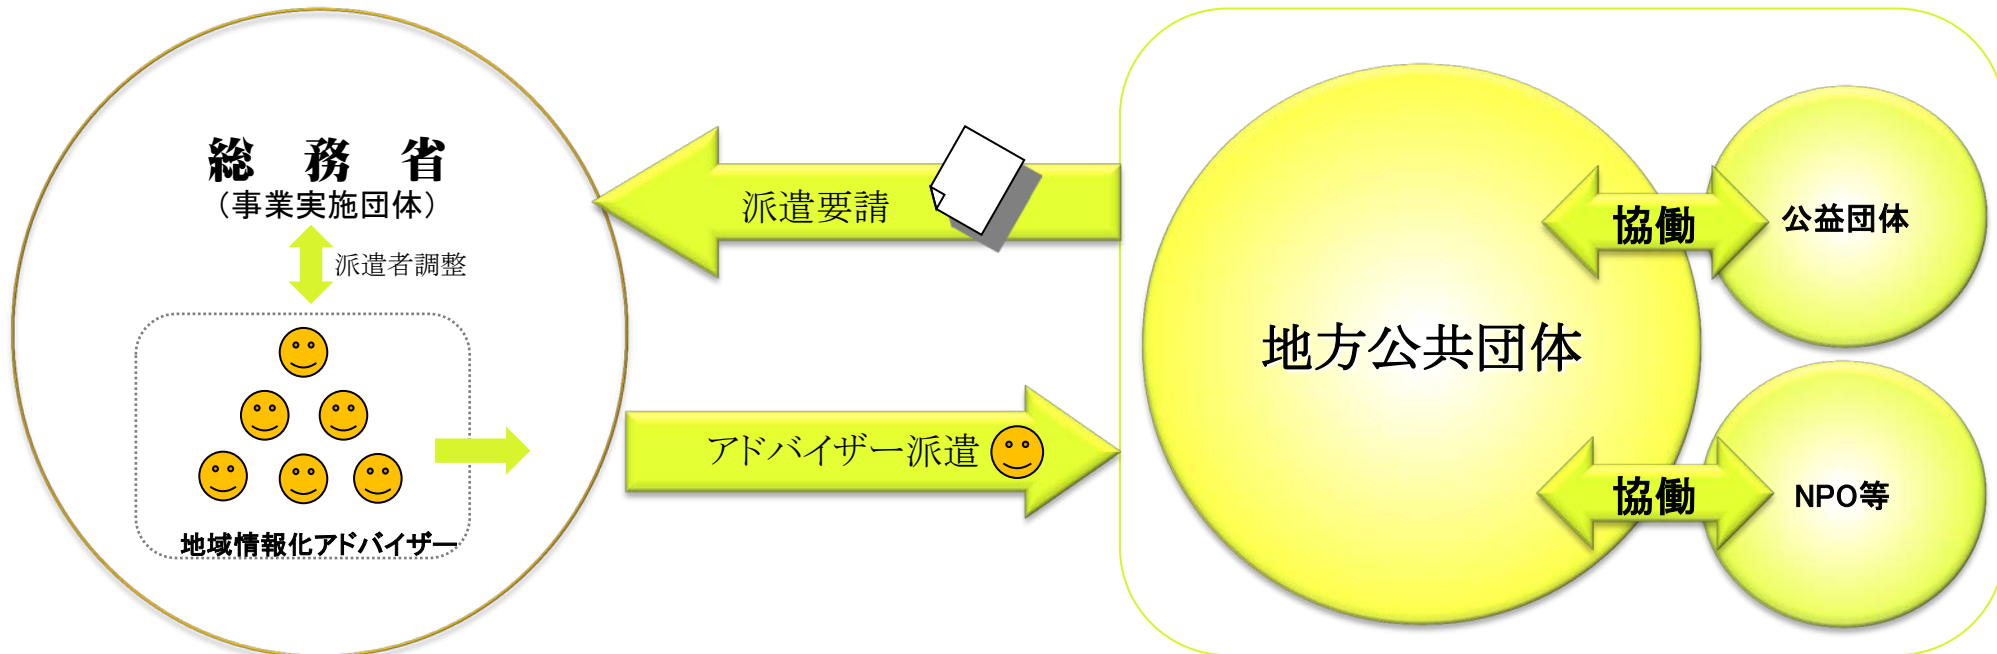 総務省
（事業実施団体）
派遣者調整
地域情報化アドバイザー
派遣要請
アドバイザー派遣
地方公共団体
協働
公益団体
協働
NPO等